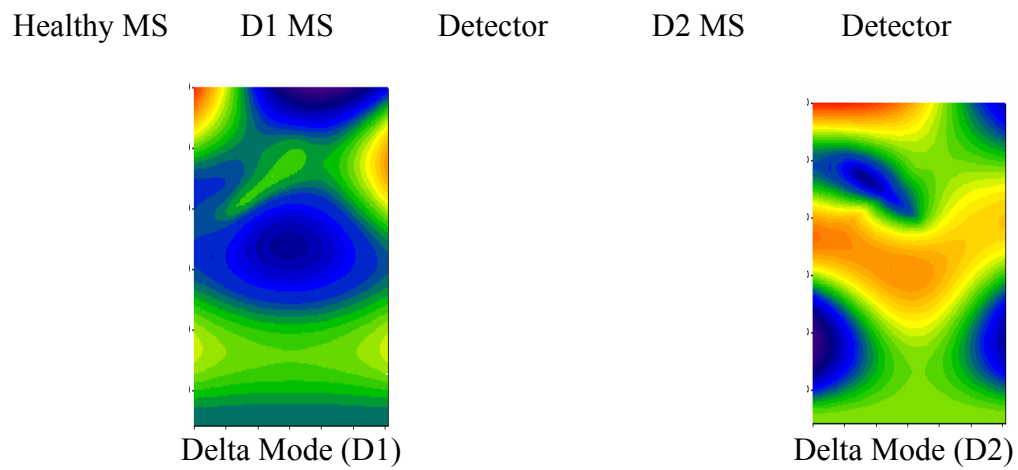 Healthy MS D1 MS Detector D2 MS Detector
Delta Mode (D1) Delta Mode (D2)